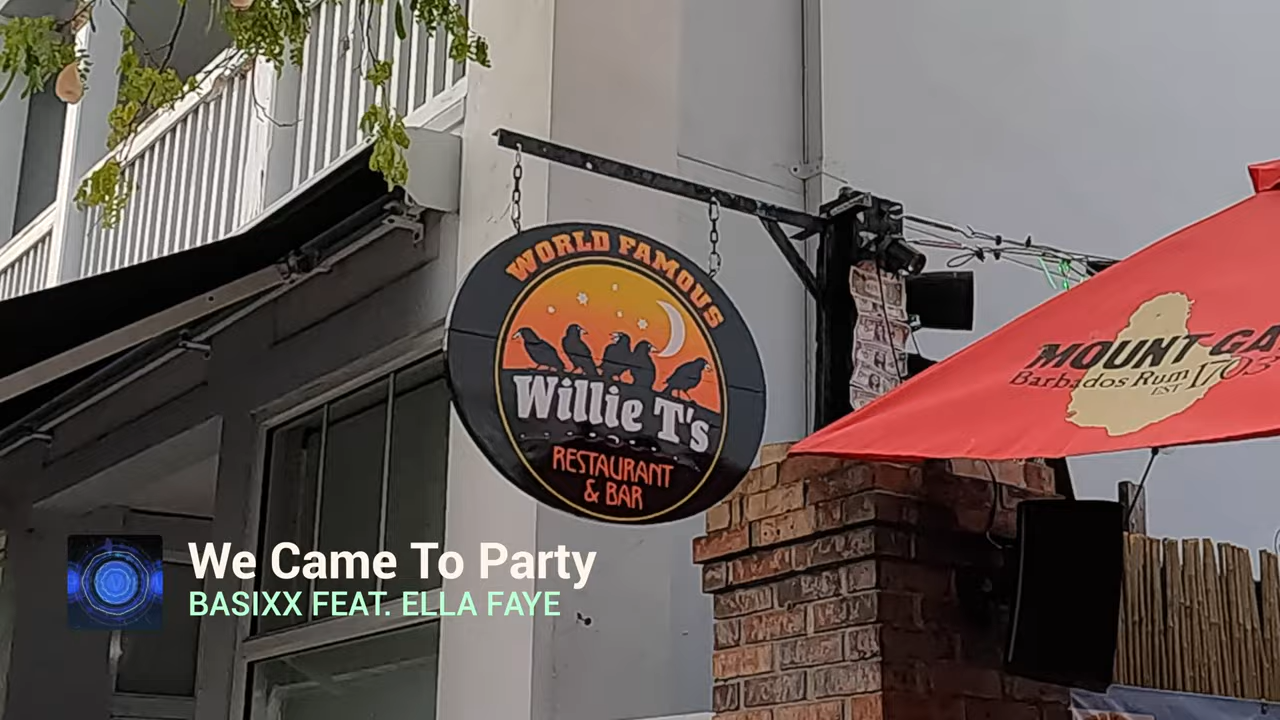 WORLD FAMOUS
Willie T's
RESTAURANT
& BAR
MOUNT GA
Barbados Rum
EST 1703
We Came To Party
BASIXX FEAT. ELLA FAYE